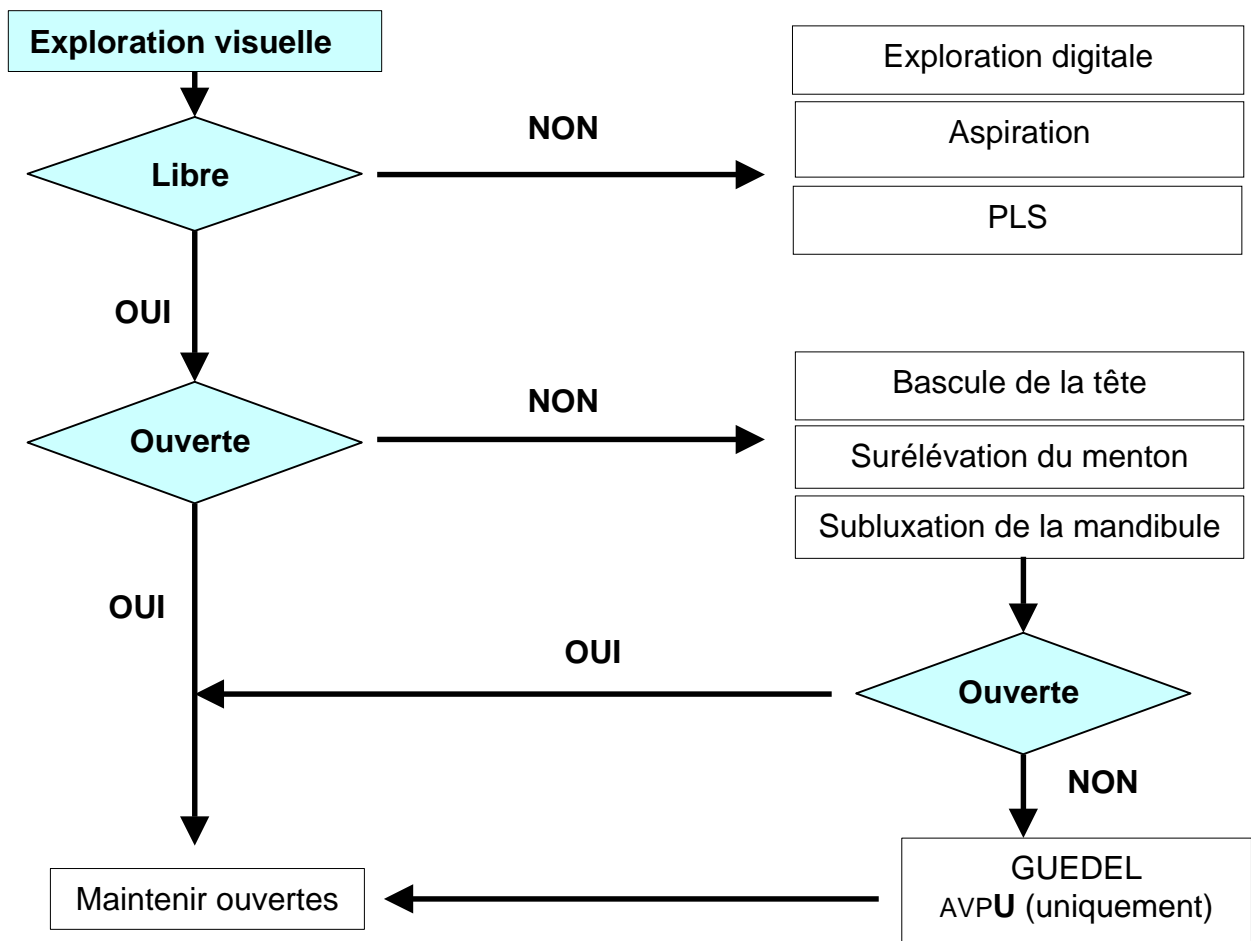 Exploration visuelle
Exploration digitale
NON
Aspiration
Libre
PLS
OUI
Bascule de la tête
NON
Ouverte
Surélévation du menton
Subluxation de la mandibule
OUI
OUI
Ouverte
NON
GUEDEL
Maintenir ouvertes
AVPU (uniquement)